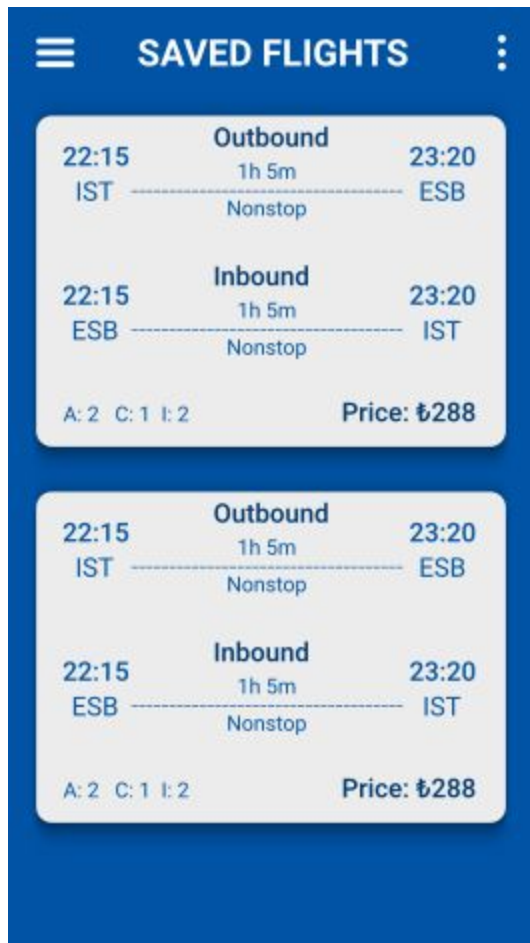 SAVED FLIGHTS
Outbound
22:15 1h 5m 23:20
IST ESB
Nonstop
Inbound
22:15 1h 5m 23:20
ESB IST
Nonstop
A: 2 C: 1 I: 2 Price: ₺288
Outbound
22:15 1h 5m 23:20
IST ESB
Nonstop
Inbound
22:15 1h 5m 23:20
ESB IST
Nonstop
A: 2 C: 1 I: 2 Price: ₺288